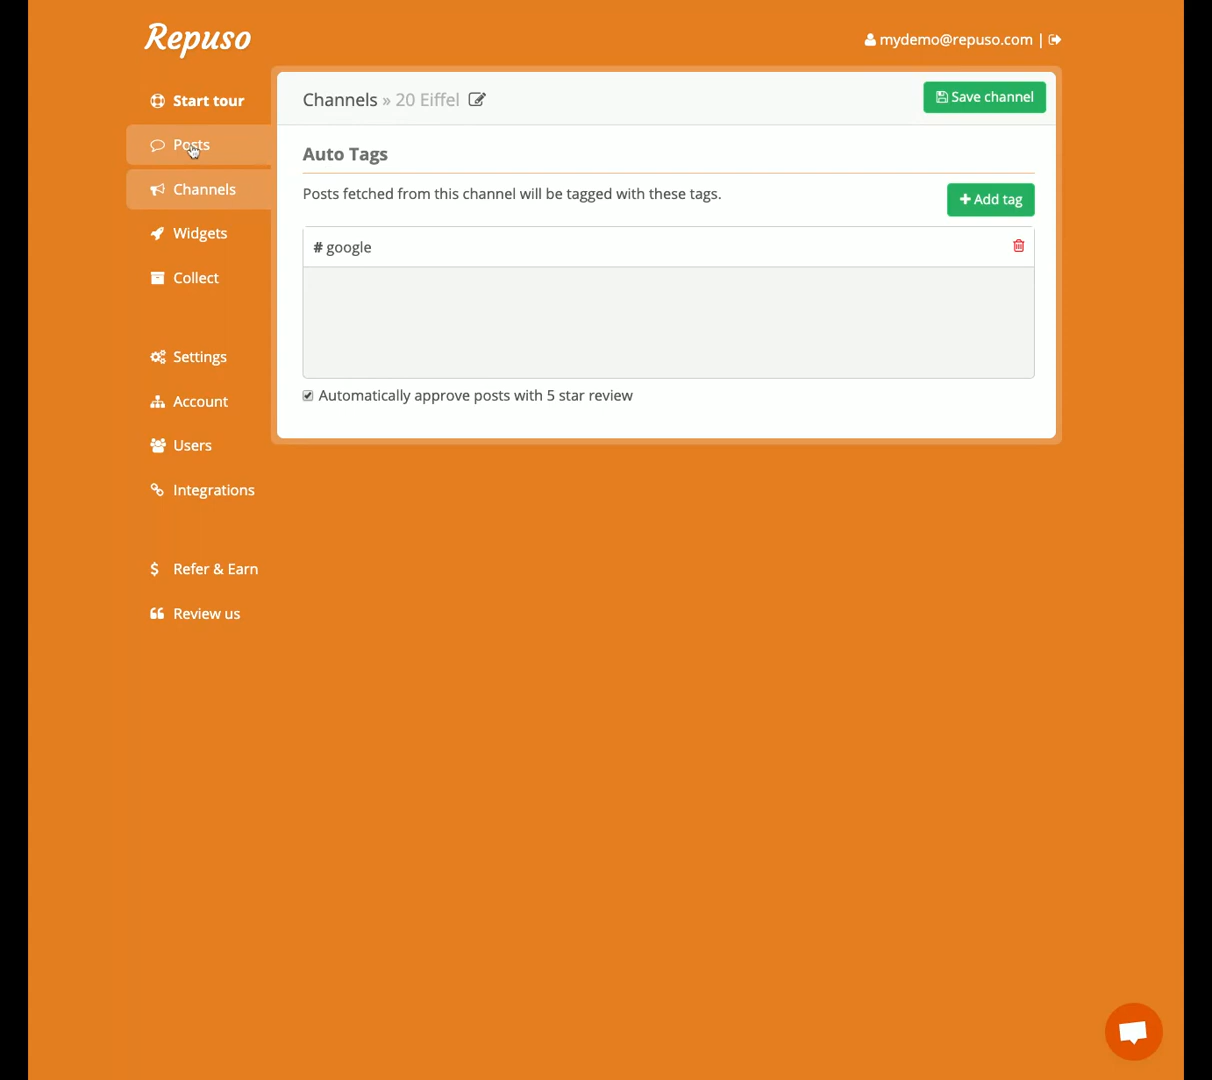 Repuso
mydemo@repuso.com |
Start tour
Posts
Channels
Widgets
Collect
Settings
Account
Users
Integrations
$ Refer & Earn
Review us
Channels » 20 Eiffel
Save channel
Auto Tags
Posts fetched from this channel will be tagged with these tags.
+ Add tag
# google
Automatically approve posts with 5 star review